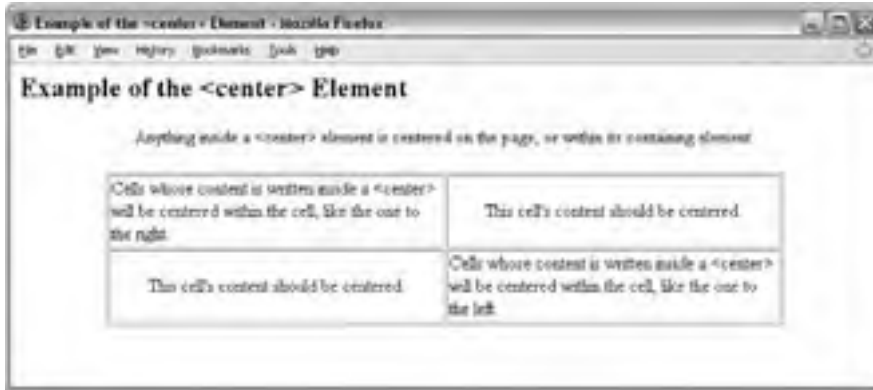 Example of the <center> Element - Mozilla Firefox
File Edit View History Bookmarks Tools Help
Example of the <center> Element
Anything inside a <center> element is centered on the page, or within its containing element
Cells whose content is written inside a <center>
will be centered within the cell, like the one to
the right.
This cell's content should be centered.
This cell's content should be centered.
Cells whose content is written inside a <center>
will be centered within the cell, like the one to
the left.